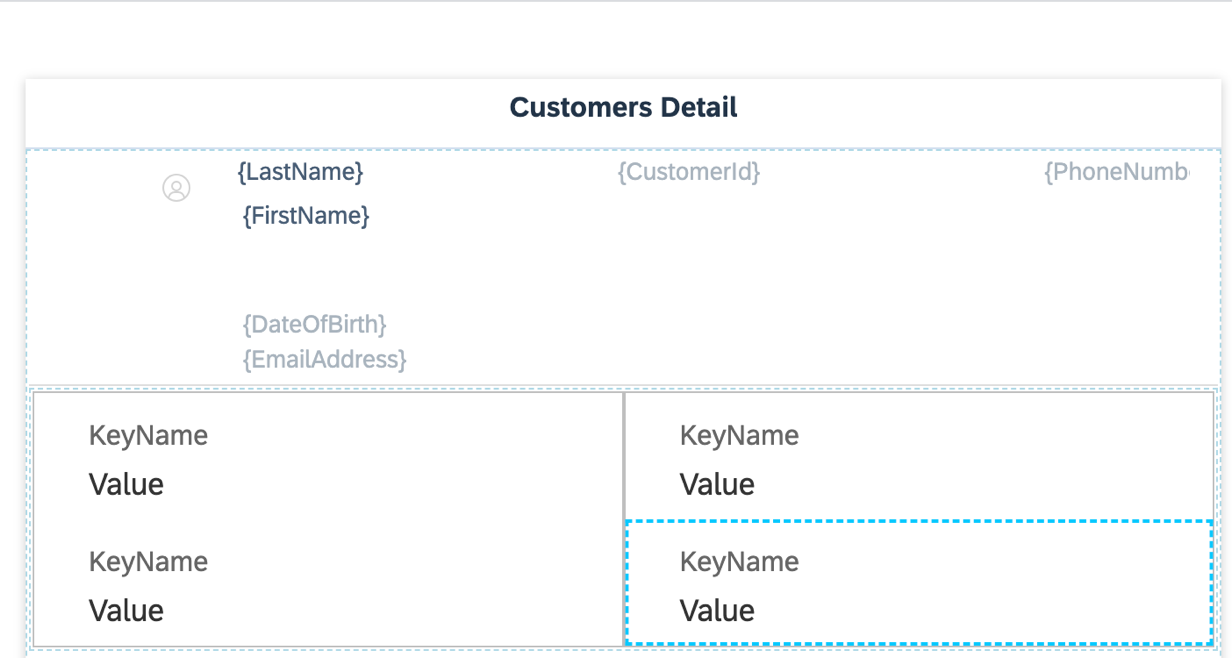 Customers Detail
{LastName} {CustomerId} {PhoneNumb
{FirstName}
{DateOfBirth}
{EmailAddress}
KeyName KeyName
Value Value
KeyName KeyName
Value Value